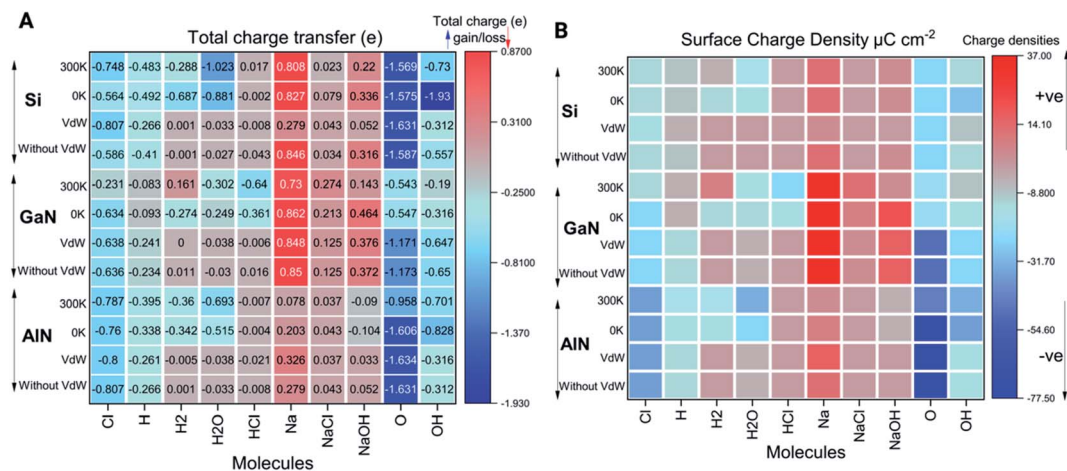 A
Total charge transfer (e)
Total charge (e)
gain/loss
Si
300K -0.748 -0.483 -0.288 -1.023 0.017 0.808 0.023 0.22 -1.569 -0.73
0K -0.564 -0.492 -0.687 -0.881 -0.002 0.827 0.079 0.336 -1.575 -1.93
VdW -0.807 -0.266 0.001 -0.033 -0.008 0.279 0.043 0.052 -1.631 -0.312
Without VdW -0.586 -0.41 -0.001 -0.027 -0.043 0.846 0.034 0.316 -1.587 -0.557
GaN
300K -0.231 -0.083 0.161 -0.302 -0.64 0.73 0.274 0.143 -0.543 -0.19
0K -0.634 -0.093 -0.274 -0.249 -0.361 0.862 0.213 0.464 -0.547 -0.316
VdW -0.638 -0.241 0 -0.038 -0.006 0.848 0.125 0.376 -1.171 -0.647
Without VdW -0.636 -0.234 0.011 -0.03 0.016 0.85 0.125 0.372 -1.173 -0.65
AlN
300K -0.787 -0.395 -0.36 -0.693 -0.007 0.078 0.037 -0.09 -0.958 -0.701
0K -0.76 -0.338 -0.342 -0.515 -0.004 0.203 0.043 -0.104 -1.606 -0.828
VdW -0.8 -0.261 -0.005 -0.038 -0.021 0.326 0.037 0.033 -1.634 -0.316
Without VdW -0.807 -0.266 0.001 -0.033 -0.008 0.279 0.043 0.052 -1.631 -0.312
Cl H H2 H2O HCl Na NaCl NaOH O OH
Molecules
0.8700
0.3100
-0.2500
-0.8100
-1.370
-1.930
B
Surface Charge Density µC cm-2
Charge densities
Si
300K
0K
VdW
Without VdW
GaN
300K
0K
VdW
Without VdW
AlN
300K
0K
VdW
Without VdW
Cl H H2 H2O HCl Na NaCl NaOH O OH
Molecules
37.00
14.10
-8.800
-31.70
-54.60
-77.50
+ve
-ve